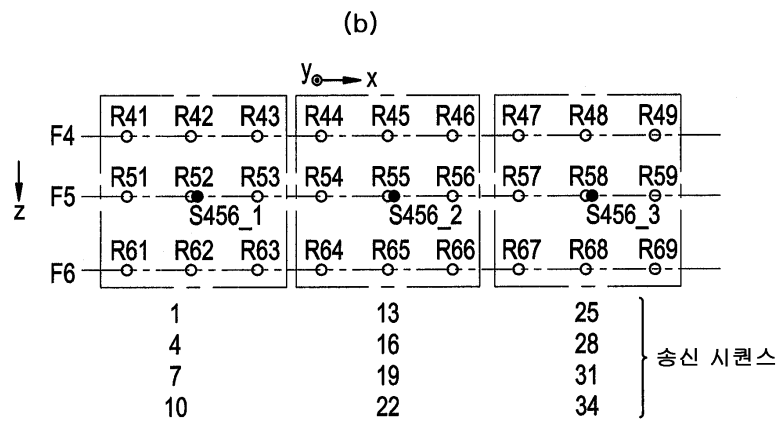 (b)
y x
R41 R42 R43 R44 R45 R46 R47 R48 R49
F4
R51 R52 R53 R54 R55 R56 R57 R58 R59
F5
z
S456_1 S456_2 S456_3
R61 R62 R63 R64 R65 R66 R67 R68 R69
F6
1 13 25
4 16 28
송신 시퀀스
7 19 31
10 22 34